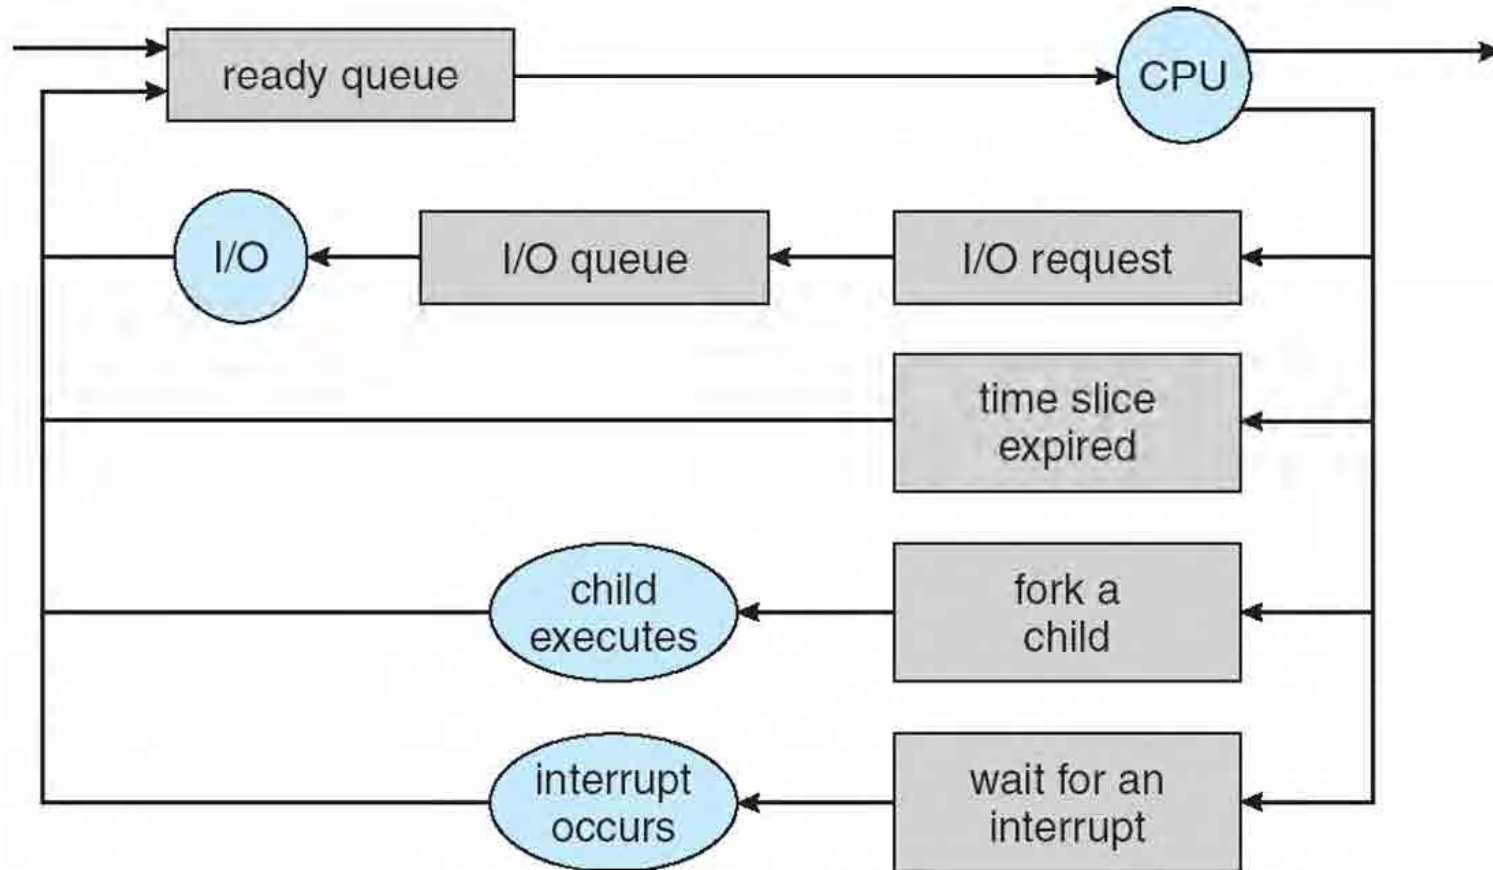 ready queue
CPU
I/O
I/O queue
I/O request
time slice
expired
child
executes
fork a
child
interrupt
occurs
wait for an
interrupt